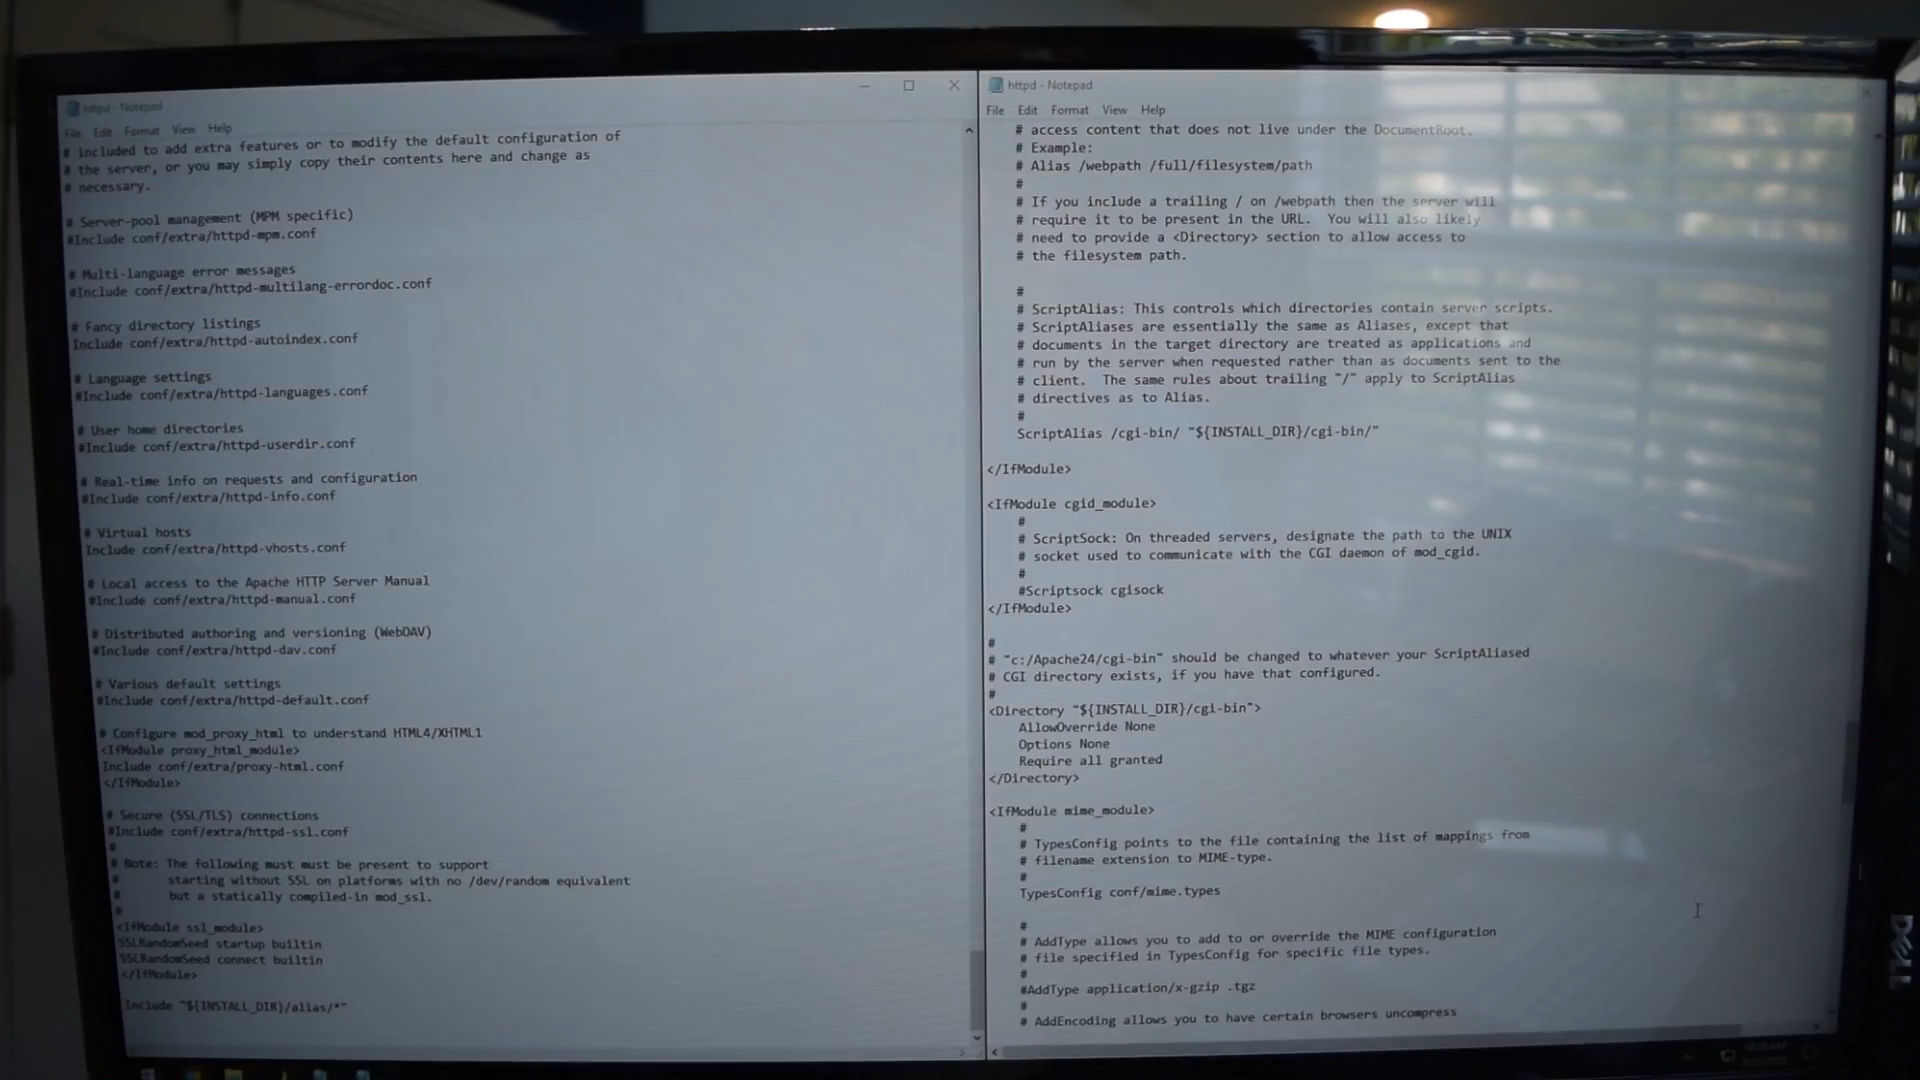 httpd - Notepad
File Edit Format View Help
# included to add extra features or to modify the default configuration of
# the server, or you may simply copy their contents here and change as
# necessary.
# Server-pool management (MPM specific)
#Include conf/extra/httpd-mpm.conf
# Multi-language error messages
#Include conf/extra/httpd-multilang-errordoc.conf
# Fancy directory listings
Include conf/extra/httpd-autoindex.conf
# Language settings
#Include conf/extra/httpd-languages.conf
# User home directories
#Include conf/extra/httpd-userdir.conf
# Real-time info on requests and configuration
#Include conf/extra/httpd-info.conf
# Virtual hosts
Include conf/extra/httpd-vhosts.conf
# Local access to the Apache HTTP Server Manual
#Include conf/extra/httpd-manual.conf
# Distributed authoring and versioning (WebDAV)
#Include conf/extra/httpd-dav.conf
# Various default settings
#Include conf/extra/httpd-default.conf
# Configure mod_proxy_html to understand HTML4/XHTML1
<IfModule proxy_html_module>
Include conf/extra/proxy-html.conf
</IfModule>
# Secure (SSL/TLS) connections
#Include conf/extra/httpd-ssl.conf
#
# Note: The following must must be present to support
# starting without SSL on platforms with no /dev/random equivalent
# but a statically compiled-in mod_ssl.
#
<IfModule ssl_module>
SSLRandomSeed startup builtin
SSLRandomSeed connect builtin
</IfModule>
Include "${INSTALL_DIR}/alias/*"
httpd - Notepad
File Edit Format View Help
# access content that does not live under the DocumentRoot.
# Example:
# Alias /webpath /full/filesystem/path
#
# If you include a trailing / on /webpath then the server will
# require it to be present in the URL. You will also likely
# need to provide a <Directory> section to allow access to
# the filesystem path.
#
# ScriptAlias: This controls which directories contain server scripts.
# ScriptAliases are essentially the same as Aliases, except that
# documents in the target directory are treated as applications and
# run by the server when requested rather than as documents sent to the
# client. The same rules about trailing "/" apply to ScriptAlias
# directives as to Alias.
#
ScriptAlias /cgi-bin/ "${INSTALL_DIR}/cgi-bin/"
</IfModule>
<IfModule cgid_module>
#
# ScriptSock: On threaded servers, designate the path to the UNIX
# socket used to communicate with the CGI daemon of mod_cgid.
#
#Scriptsock cgisock
</IfModule>
#
# "c:/Apache24/cgi-bin" should be changed to whatever your ScriptAliased
# CGI directory exists, if you have that configured.
#
<Directory "${INSTALL_DIR}/cgi-bin">
AllowOverride None
Options None
Require all granted
</Directory>
<IfModule mime_module>
#
# TypesConfig points to the file containing the list of mappings from
# filename extension to MIME-type.
#
TypesConfig conf/mime.types
#
# AddType allows you to add to or override the MIME configuration
# file specified in TypesConfig for specific file types.
#
#AddType application/x-gzip .tgz
#
# AddEncoding allows you to have certain browsers uncompress
DELL